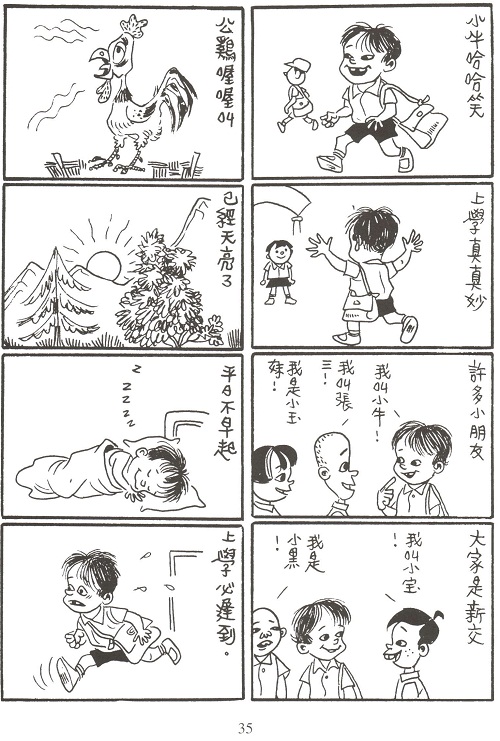 小牛哈哈笑
上學真真妙
許多小朋友
我叫小牛！
我叫張
三！
我是小玉
妹！
大家是新交
我叫小宝
！
我是
小黑
！
公鷄喔喔叫
已經天亮了
平日不早起
ZZZZZ
上學必遲到.
35